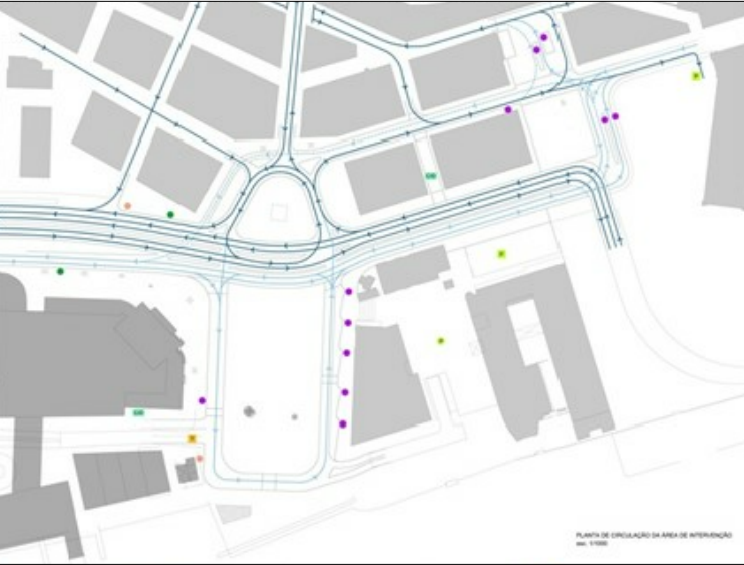 PLANTA DE CIRCULAÇÃO DA ÁREA DE INTERVENÇÃO
esc. 1/1000
P
P
P